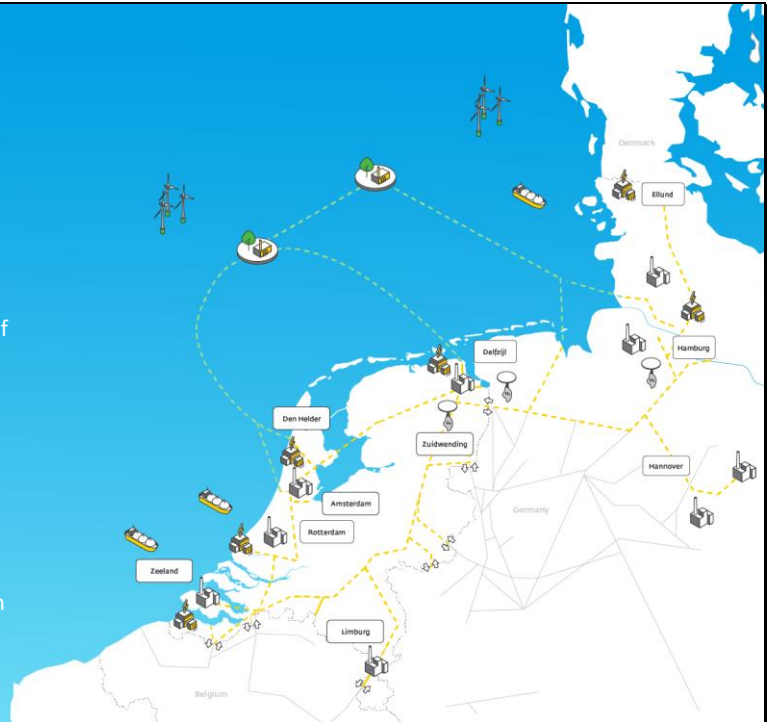 Denmark
Ellund
f
Delfzijl
Hamburg
Den Helder
Zuidwending
Hannover
Amsterdam
Germany
Rotterdam
Zeeland
n
Limburg
Belgium